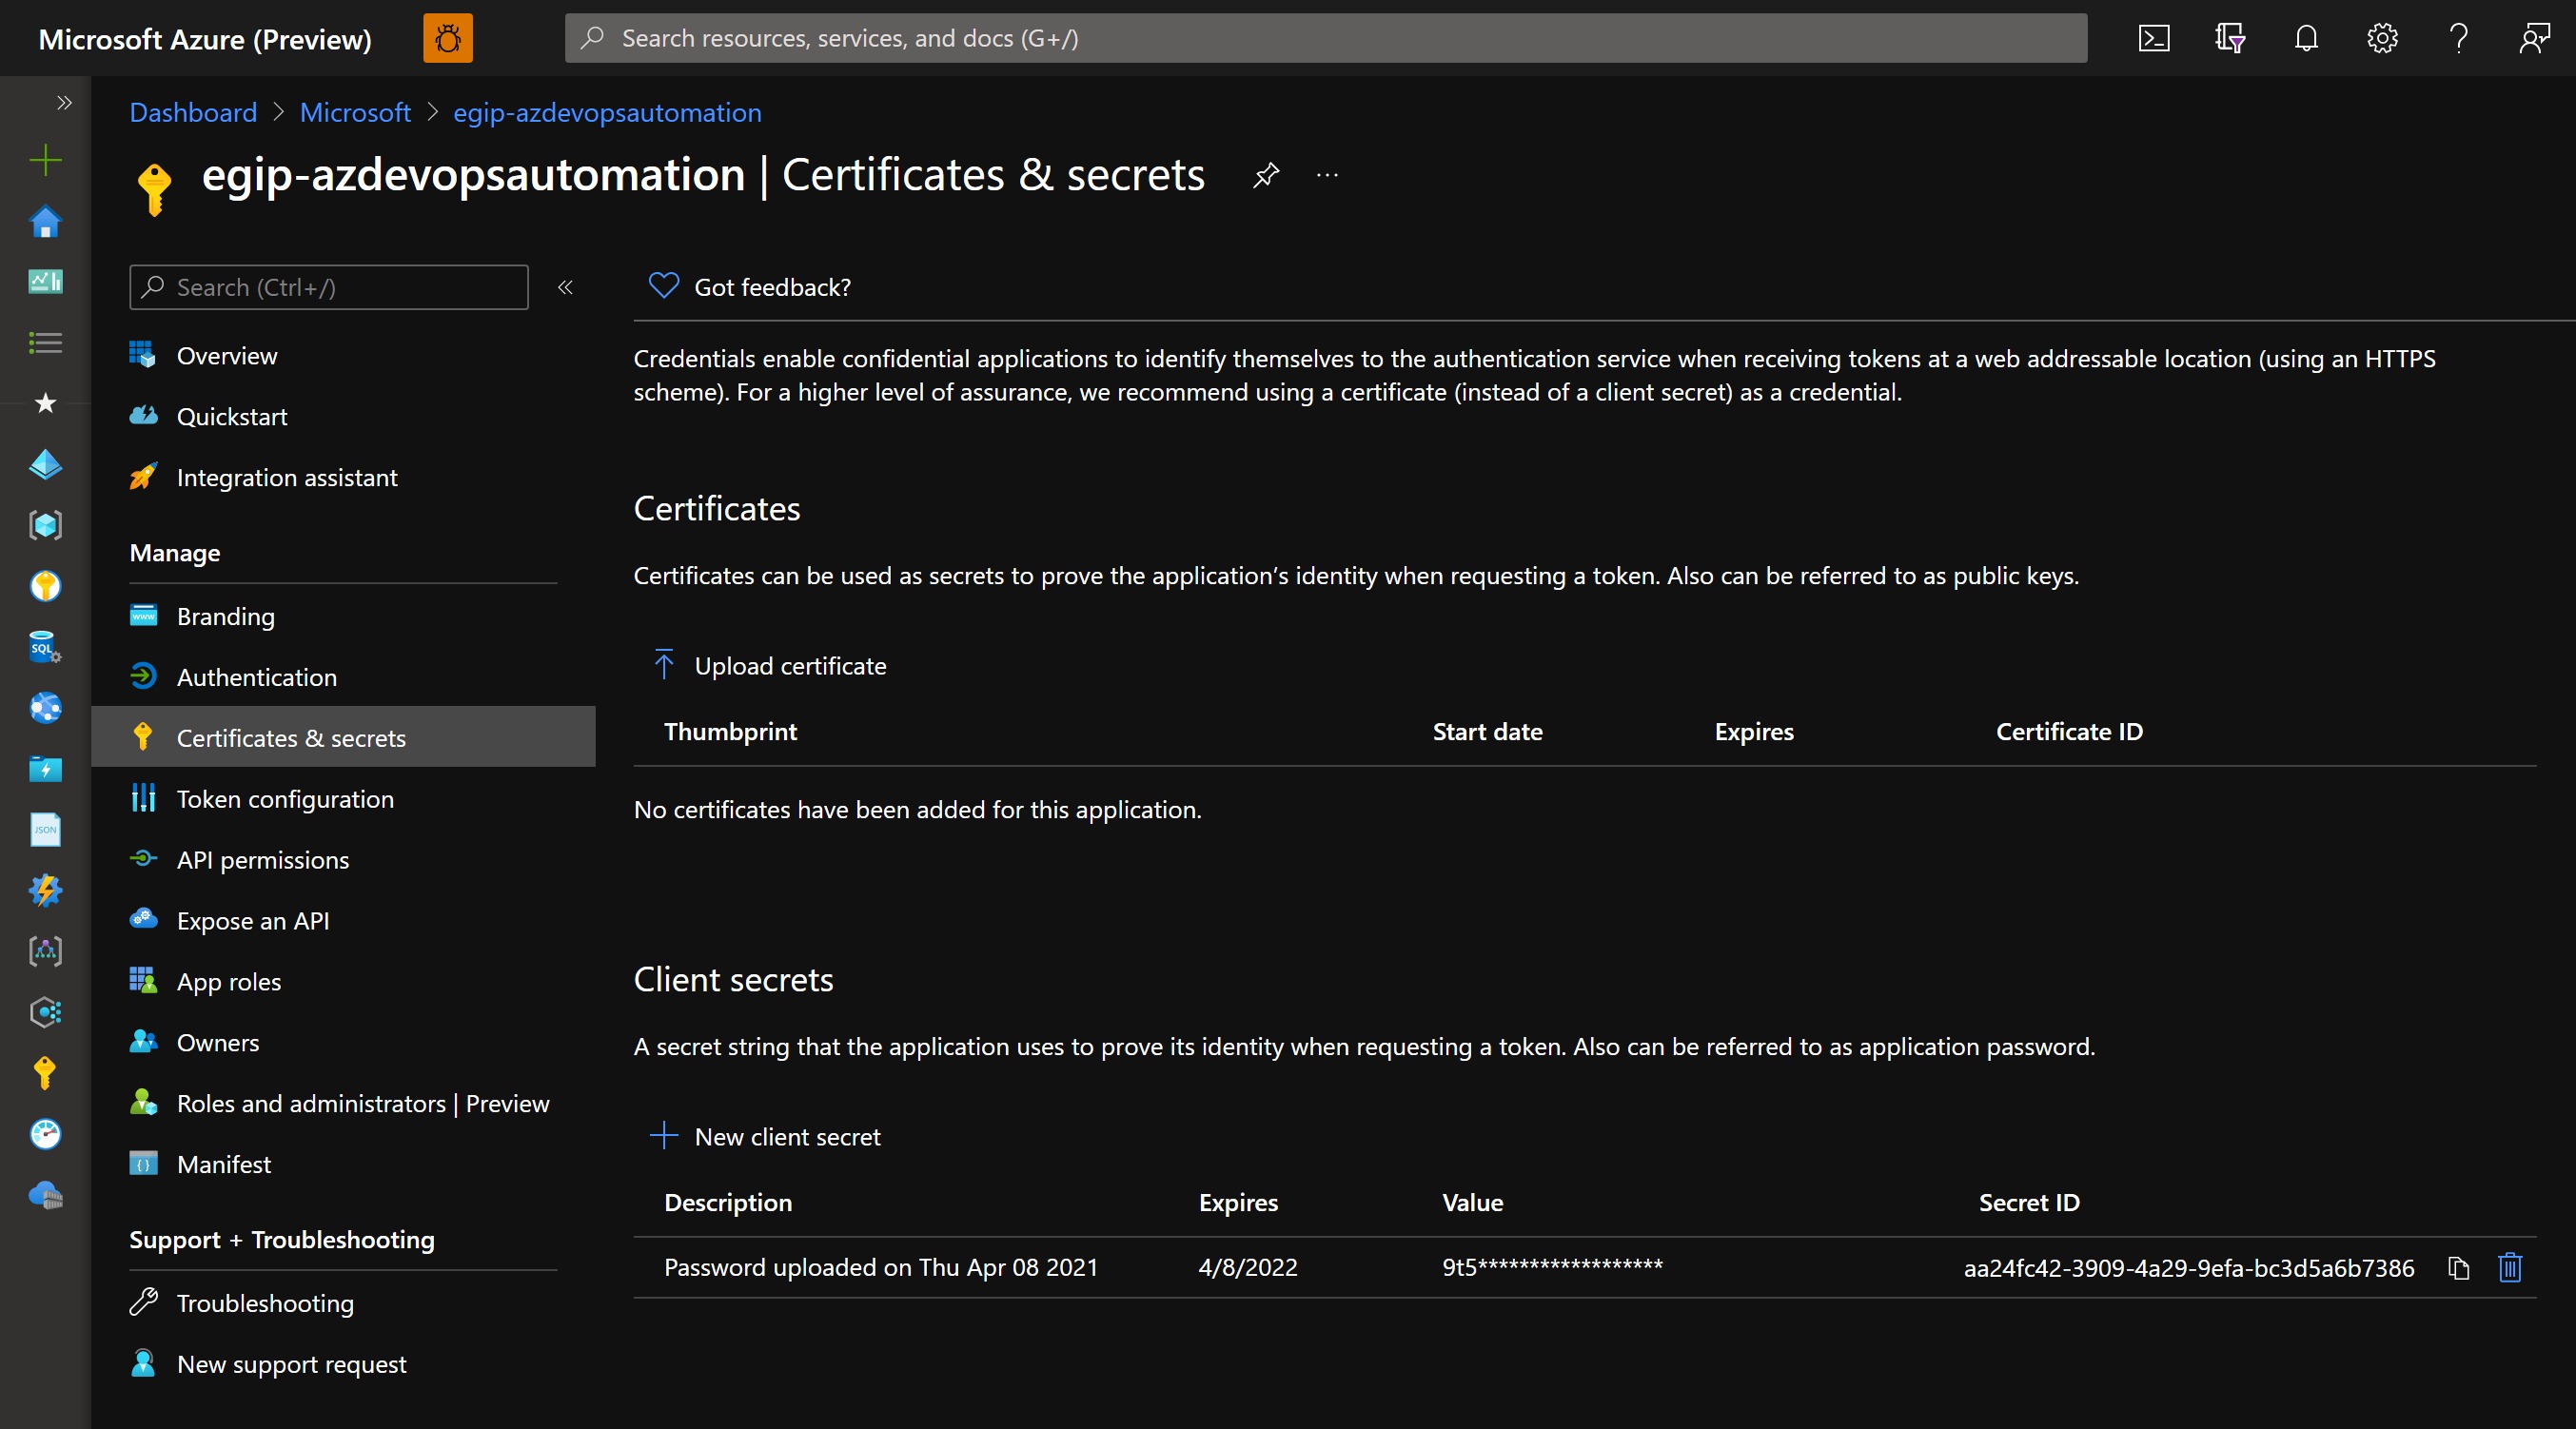 Microsoft Azure (Preview)
Search resources, services, and docs (G+/)
Dashboard > Microsoft > egip-azdevopsautomation
egip-azdevopsautomation | Certificates & secrets
Search (Ctrl+/)
Overview
Quickstart
Integration assistant
Manage
Branding
Authentication
Certificates & secrets
Token configuration
API permissions
Expose an API
App roles
Owners
Roles and administrators | Preview
Manifest
Support + Troubleshooting
Troubleshooting
New support request
Got feedback?
Credentials enable confidential applications to identify themselves to the authentication service when receiving tokens at a web addressable location (using an HTTPS
scheme). For a higher level of assurance, we recommend using a certificate (instead of a client secret) as a credential.
Certificates
Certificates can be used as secrets to prove the application’s identity when requesting a token. Also can be referred to as public keys.
Upload certificate
Thumbprint Start date Expires Certificate ID
No certificates have been added for this application.
Client secrets
A secret string that the application uses to prove its identity when requesting a token. Also can be referred to as application password.
New client secret
Description Expires Value Secret ID
Password uploaded on Thu Apr 08 2021 4/8/2022 9t5****************** aa24fc42-3909-4a29-9efa-bc3d5a6b7386
SQL
JSON
www